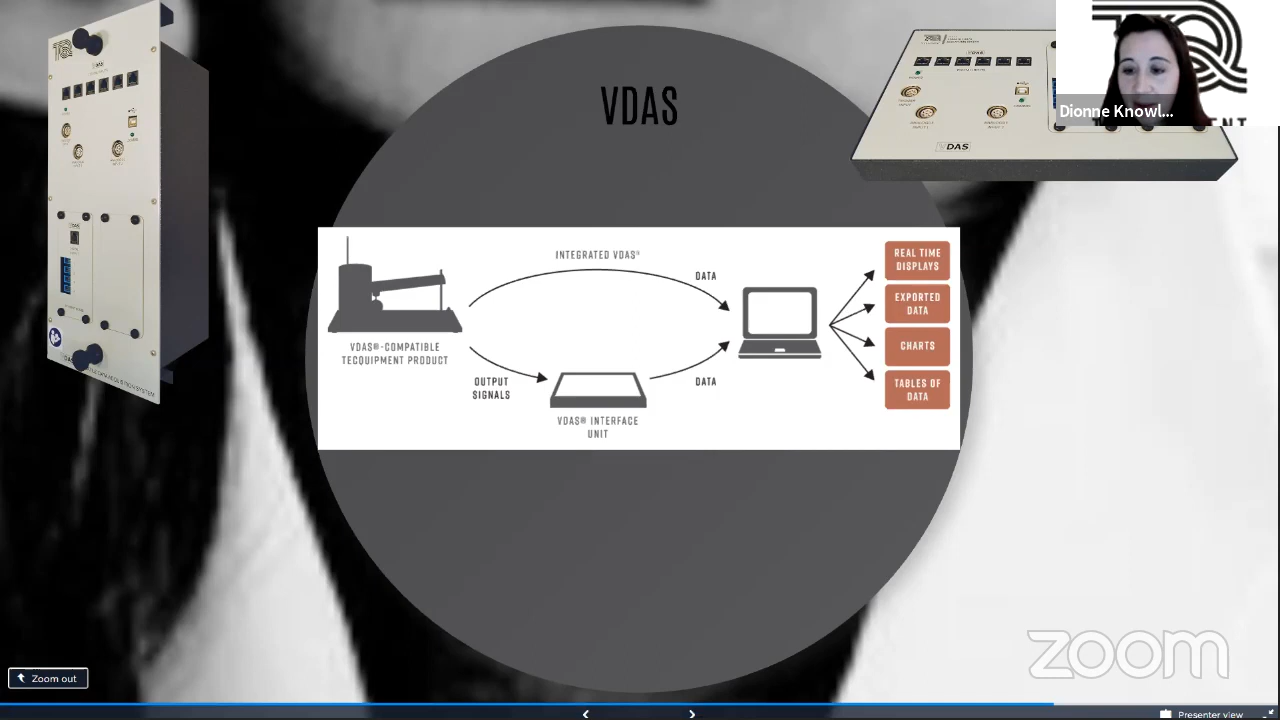 VDAS
Dionne Knowl...
VDAS
INTEGRATED VDAS®
DATA
VDAS®-COMPATIBLE
TECQUIPMENT PRODUCT
OUTPUT
SIGNALS
VDAS® INTERFACE
UNIT
DATA
REAL TIME
DISPLAYS
EXPORTED
DATA
CHARTS
TABLES OF
DATA
zoom
Zoom out
Presenter view